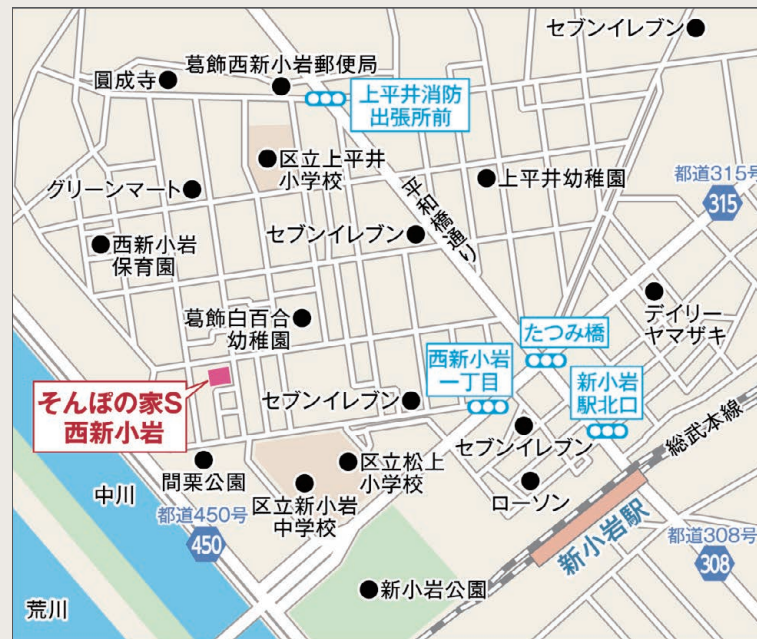 セブンイレブン
葛飾西新小岩郵便局
圓成寺
上平井消防
出張所前
区立上平井
小学校
上平井幼稚園
都道315号
315
グリーンマート
平和橋通り
セブンイレブン
西新小岩
保育園
デイリー
ヤマザキ
葛飾白百合
幼稚園
たつみ橋
西新小岩
一丁目
新小岩
駅北口
そんぽの家S
西新小岩
セブンイレブン
セブンイレブン
総武本線
間栗公園
区立松上
小学校
区立新小岩
中学校
ローソン
中川
都道450号
450
新小岩駅
都道308号
308
新小岩公園
荒川